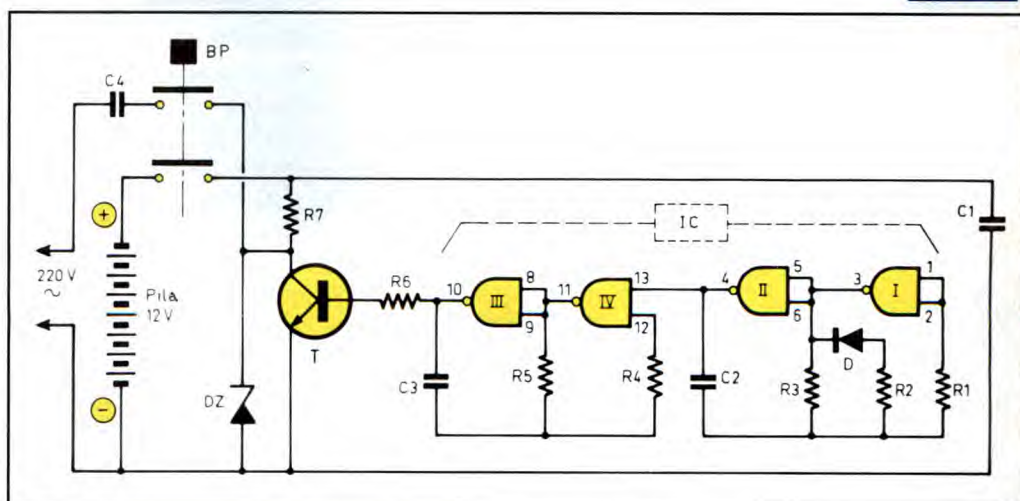 BP
C4
+
R7
IC
C1
220 V
~
Pila
12 V
T
R6
10
III
8
9
11
IV
13
12
4
II
5
6
3
I
1
2
DZ
C3
R5
R4
C2
R3
D
R2
R1
−